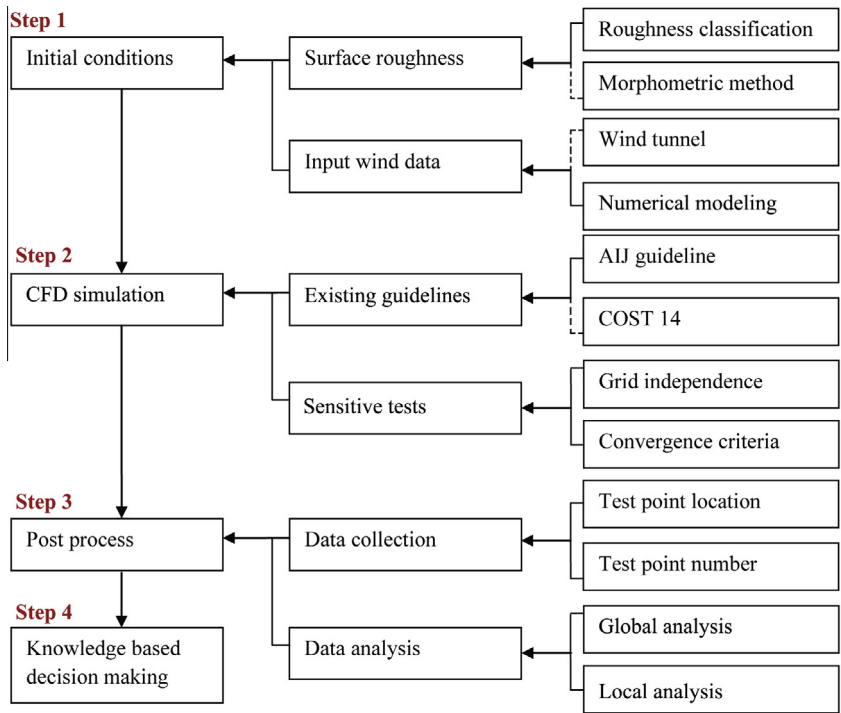 Step 1
Initial conditions
Surface roughness
Roughness classification
Morphometric method
Input wind data
Wind tunnel
Numerical modeling
Step 2
CFD simulation
Existing guidelines
AIJ guideline
COST 14
Sensitive tests
Grid independence
Convergence criteria
Step 3
Post process
Data collection
Test point location
Test point number
Step 4
Knowledge based
decision making
Data analysis
Global analysis
Local analysis